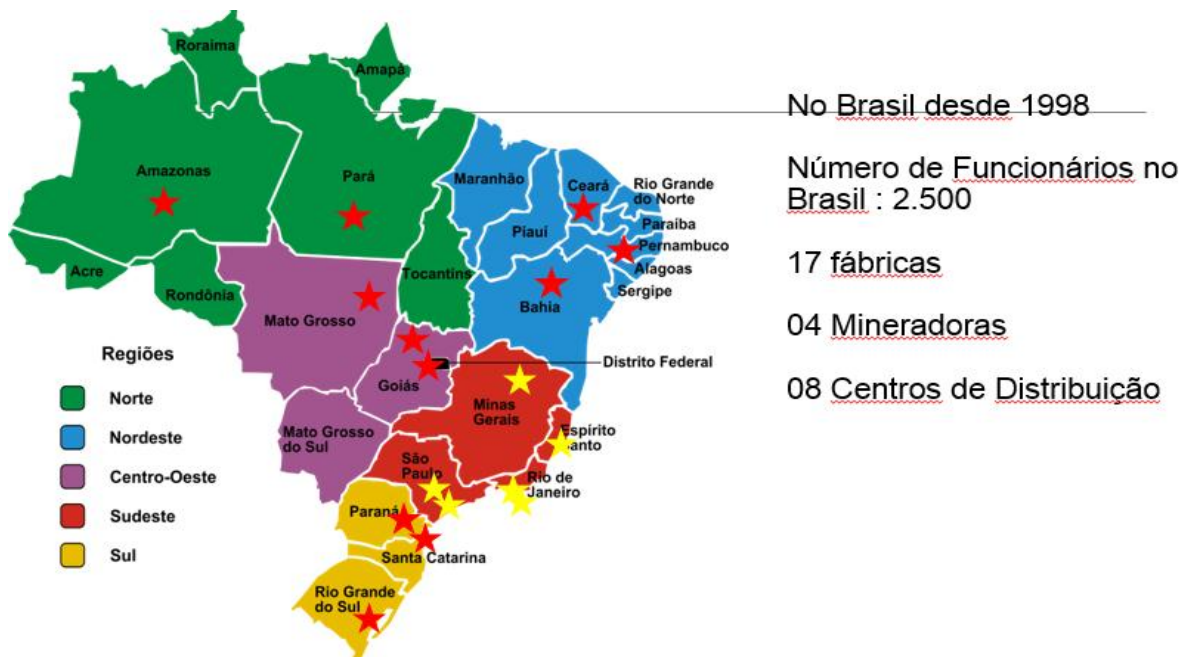 Roraima
Amapà
Amazonas
Pará
Maranhão
Ceará
Rio Grande
do Norte
Piauí
Paraiba
Pernambuco
Alagoas
Sergipe
Acre
Rondônia
Tocantins
Bahia
Mato Grosso
Distrito Federal
Goiás
Minas
Gerais
Mato Grosso
do Sul
Espírito
Santo
São
Paulo
Rio de
Janeiro
Paraná
Santa Catarina
Rio Grande
do Sul
Regiões
Norte
Nordeste
Centro-Oeste
Sudeste
Sul
No Brasil desde 1998
Número de Funcionários no
Brasil : 2.500
17 fábricas
04 Mineradoras
08 Centros de Distribuição